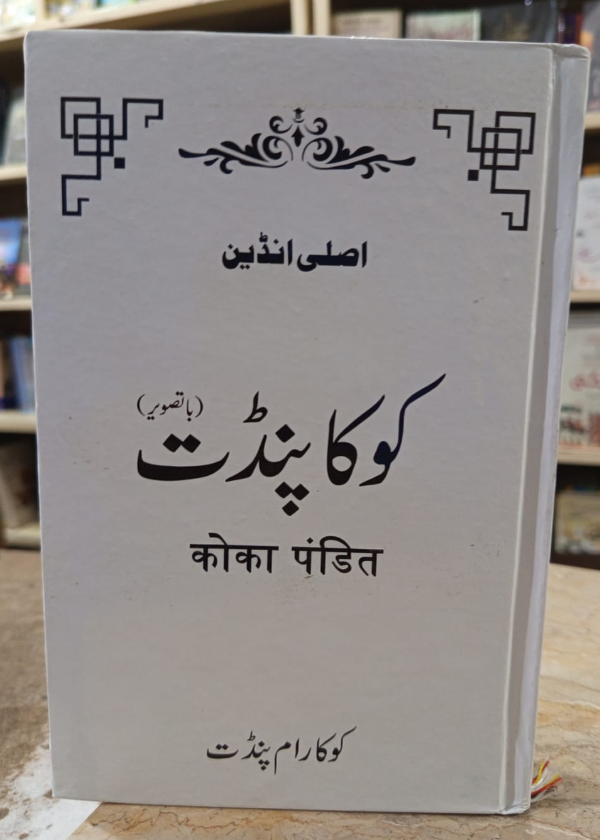 اصلی انڈین
کوکا پنڈت (باتصویر)
कोका पंडित
کوکا رام پنڈت